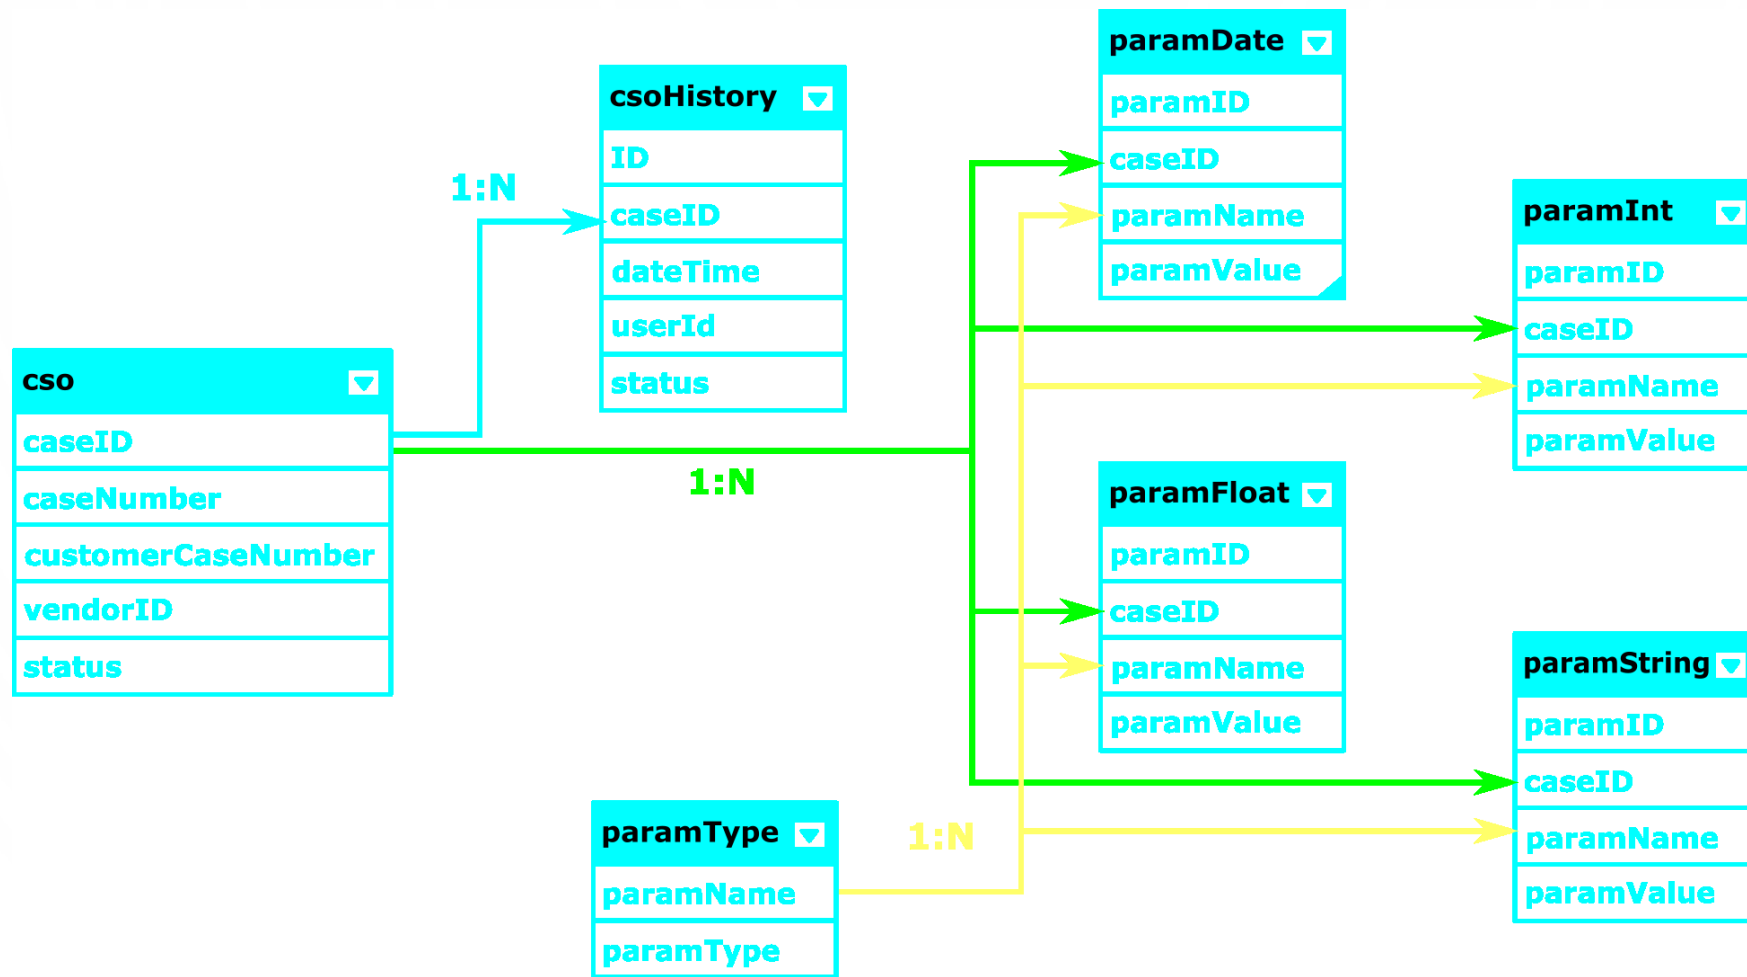 paramDate
paramID
caseID
paramName
paramValue
csoHistory
ID
caseID
dateTime
userId
status
1:N
paramInt
paramID
caseID
paramName
paramValue
cso
caseID
caseNumber
customerCaseNumber
vendorID
status
1:N
paramFloat
paramID
caseID
paramName
paramValue
paramString
paramID
caseID
paramName
paramValue
paramType
paramName
paramType
1:N